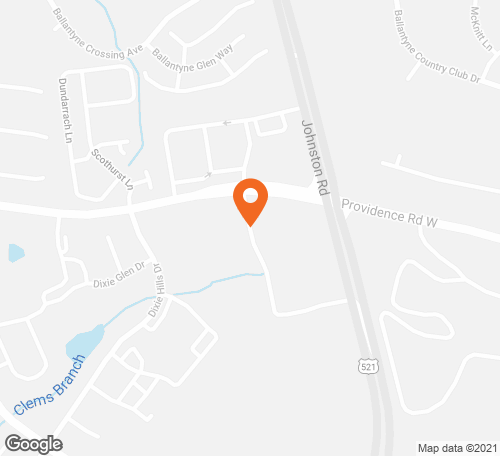 Ballantyne Crossing Ave
Ballantyne Glen Way
McKnitt Ln
Ballantyne Country Club Dr
Dundarrach Ln
Scothurst Ln
Johnston Rd
Providence Rd W
Dixie Glen Dr
Dixie Hills Dr
Clems Branch
521
Google
Map data ©2021